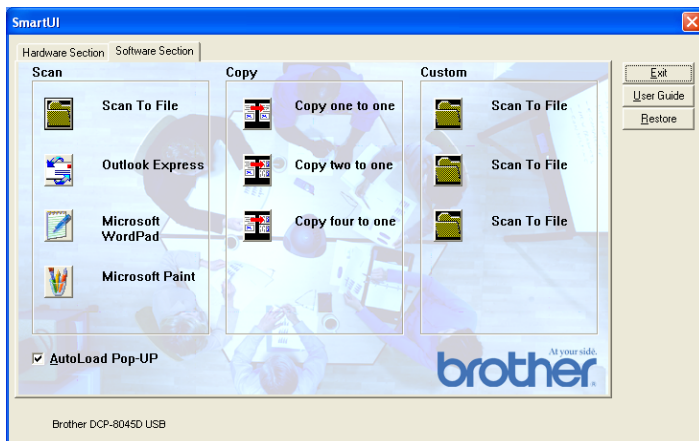 SmartUI
Hardware Section
Software Section
Scan
Scan To File
Outlook Express
Microsoft
WordPad
Microsoft Paint
Copy
Copy one to one
Copy two to one
Copy four to one
Custom
Scan To File
Scan To File
Scan To File
Exit
User Guide
Restore
AutoLoad Pop-UP
At your side.
brother
Brother DCP-8045D USB